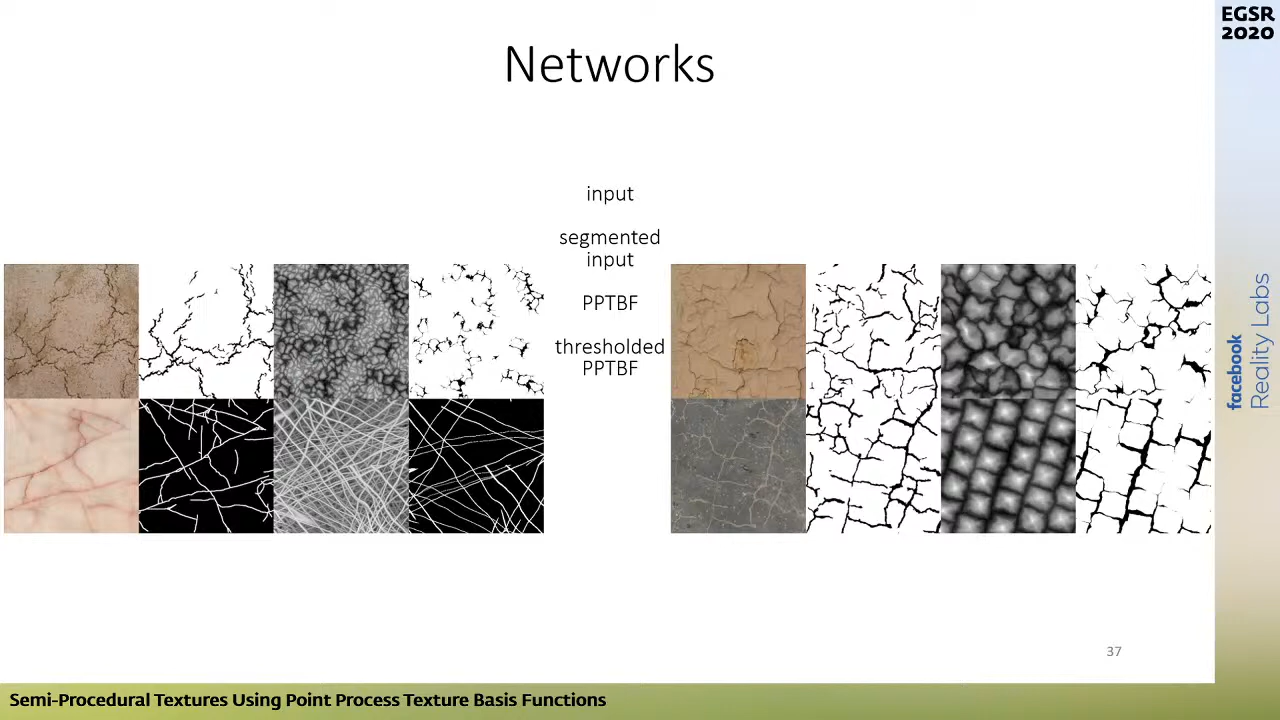 EGSR
2020
Networks
input
segmented
input
PPTBF
thresholded
PPTBF
facebook
Reality Labs
37
Semi-Procedural Textures Using Point Process Texture Basis Functions